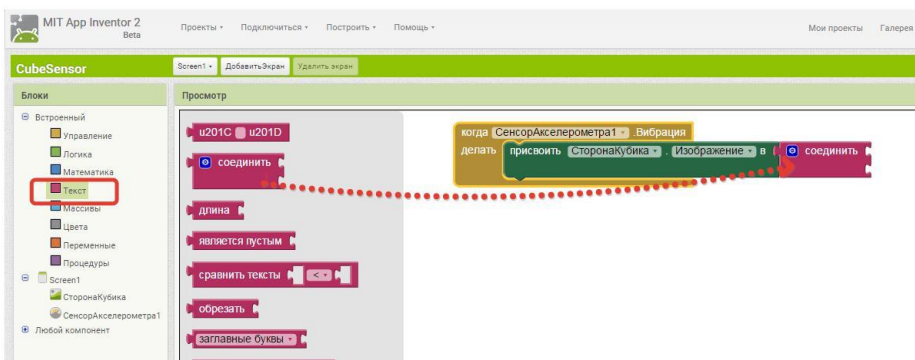 MIT App Inventor 2
Beta
Проекты Подключиться Построить Помощь
Мои проекты Галерея
CubeSensor
Screen1 ДобавитьЭкран Удалить экран
Блоки
Просмотр
Встроенный
Управление
Логика
Математика
Текст
Массивы
Цвета
Переменные
Процедуры
Screen1
СторонаКубика
СенсорАкселерометра1
Любой компонент
u201C u201D
соединить
длина
является пустым
сравнить тексты <
обрезать
заглавные буквы
когда СенсорАкселерометра1 .Вибрация
делать присвоить СторонаКубика . Изображение в соединить